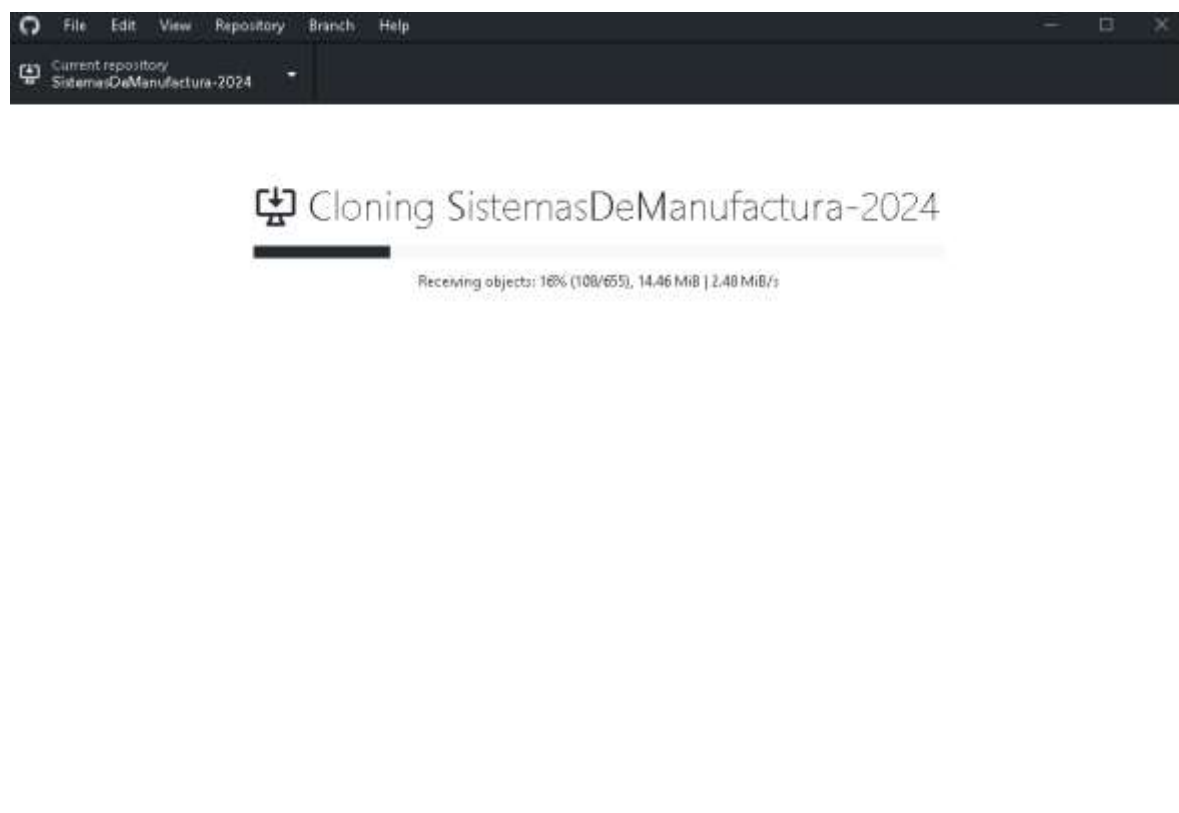 File Edit View Repository Branch Help
Current repository
SistemasDeManufactura-2024
Cloning SistemasDeManufactura-2024
Receiving objects: 16% (108/655), 14.46 MiB | 2.48 MiB/s